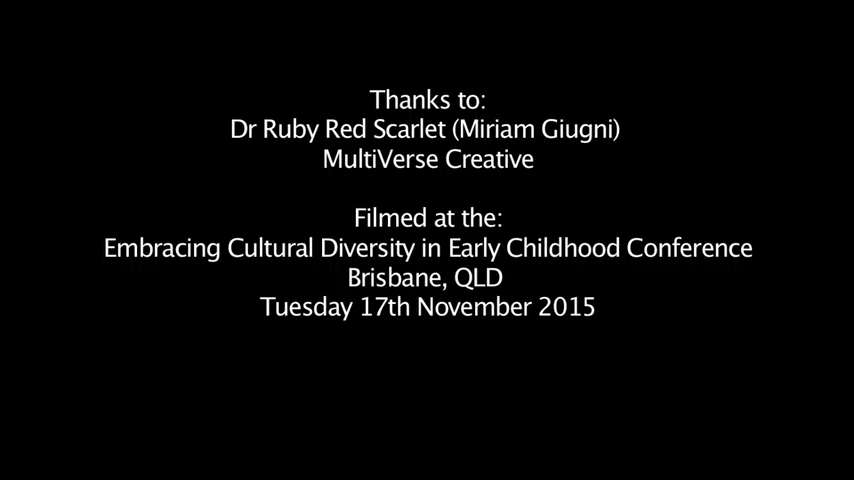 Thanks to:
Dr Ruby Red Scarlet (Miriam Giugni)
MultiVerse Creative
Filmed at the:
Embracing Cultural Diversity in Early Childhood Conference
Brisbane, QLD
Tuesday 17th November 2015